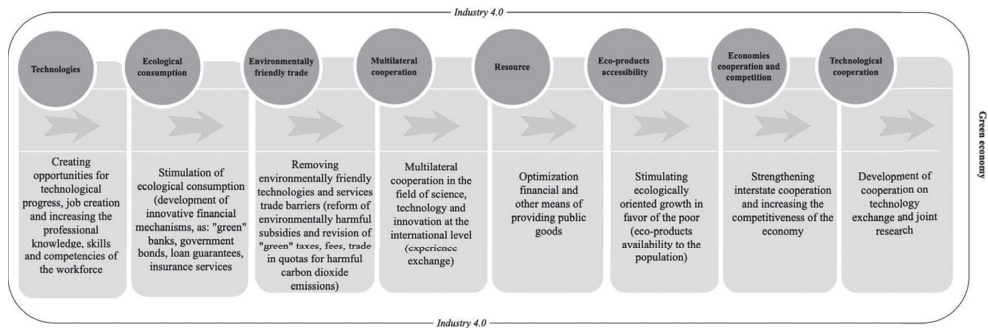 Industry 4.0
Technologies
Ecological
consumption
Environmentally
friendly trade
Multilateral
cooperation
Resource
Eco-products
accessibility
Economies
cooperation and
competition
Technological
cooperation
Creating
opportunities for
technological
progress, job creation
and increasing the
professional
knowledge, skills
and competencies of
the workforce
Stimulation of
ecological consumption
(development of
innovative financial
mechanisms, as: "green"
banks, government
bonds, loan guarantees,
insurance services
Removing
environmentally friendly
technologies and services
trade barriers (reform of
environmentally harmful
subsidies and revision of
"green" taxes, fees, trade
in quotas for harmful
carbon dioxide
emissions)
Multilateral
cooperation in the
field of science,
technology and
innovation at the
international level
(experience
exchange)
Optimization
financial and
other means of
providing public
goods
Stimulating
ecologically
oriented growth in
favor of the poor
(eco-products
availability to the
population)
Strengthening
interstate cooperation
and increasing the
competitiveness of the
economy
Development of
cooperation on
technology
exchange and joint
research
Green economy
Industry 4.0